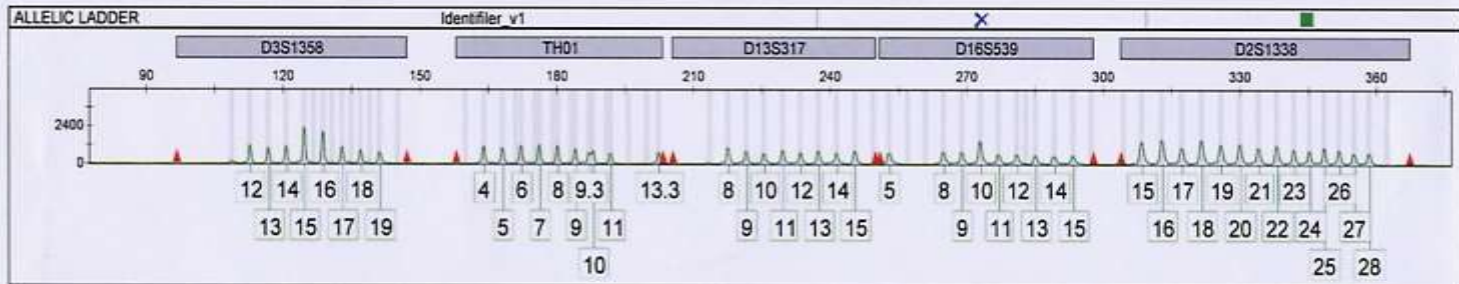 ALLELIC LADDER Identifiler_v1
D3S1358 TH01 D13S317 D16S539 D2S1338
90 120 150 180 210 240 270 300 330 360
2400
0
12 14 16 18 4 6 8 9.3 13.3 8 10 12 14 5 8 10 12 14 15 17 19 21 23 26
13 15 17 19 5 7 9 11 9 11 13 15 9 11 13 15 16 18 20 22 24 27
10 25 28